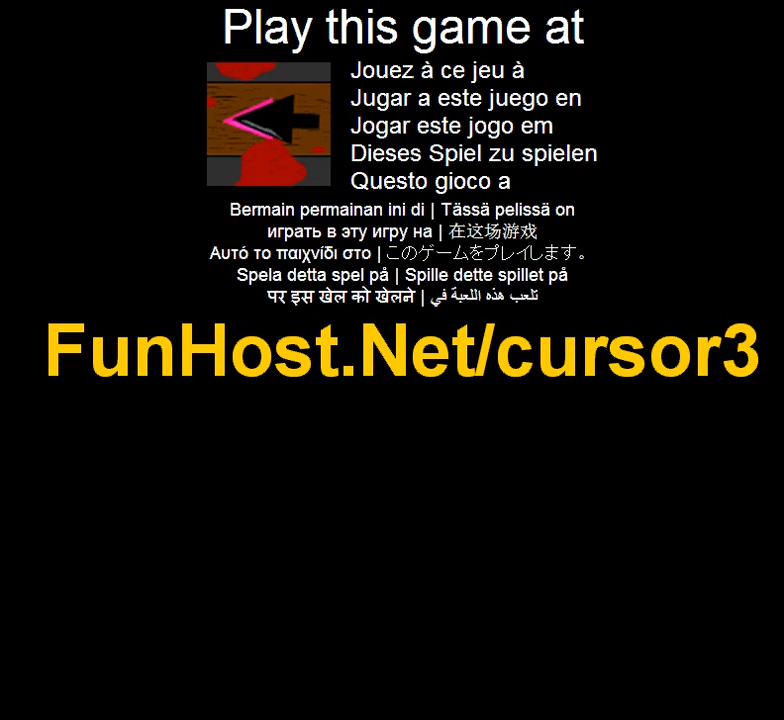 Play this game at
Jouez à ce jeu à
Jugar a este juego en
Jogar este jogo em
Dieses Spiel zu spielen
Questo gioco a
Bermain permainan ini di | Tässä pelissä on
играть в эту игру на | 在这场游戏
Αυτό το παιχνίδι στο | このゲームをプレイします。
Spela detta spel på | Spille dette spillet på
पर इस खेल को खेलने | تلعب هذه اللعبة في
FunHost.Net/cursor3